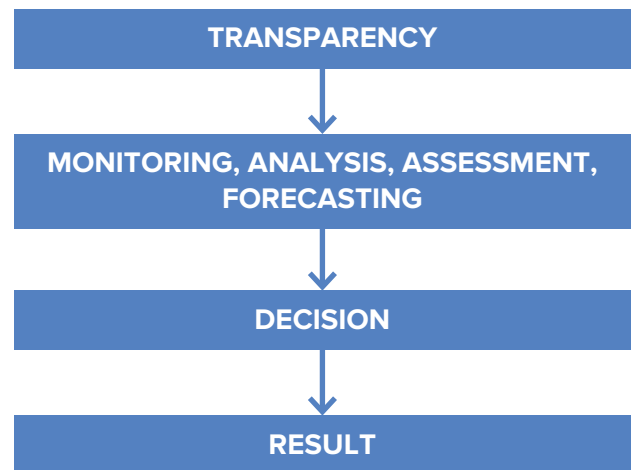 TRANSPARENCY
MONITORING, ANALYSIS, ASSESSMENT,
FORECASTING
DECISION
RESULT